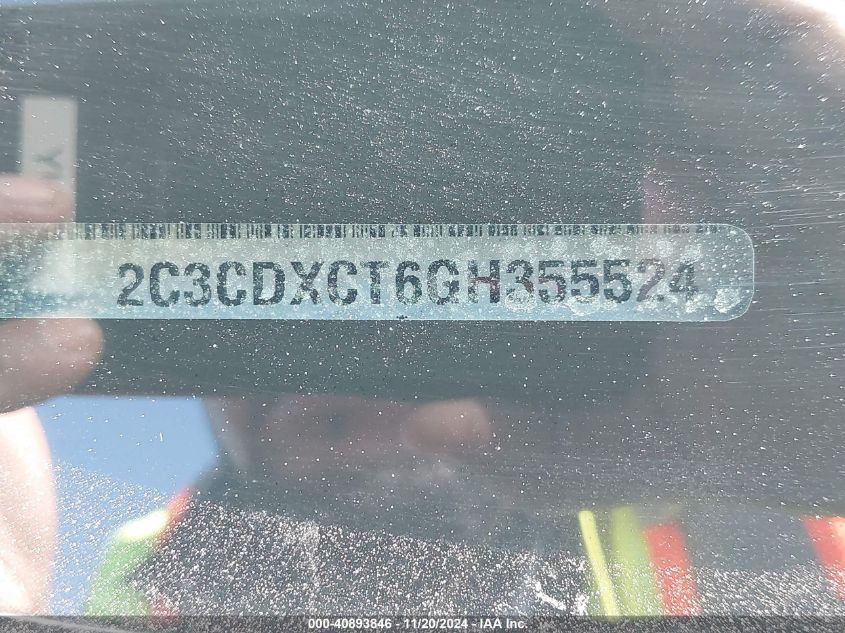 2C3CDXCT6GH355524
000-40893846 - 11/20/2024 - IAA Inc.